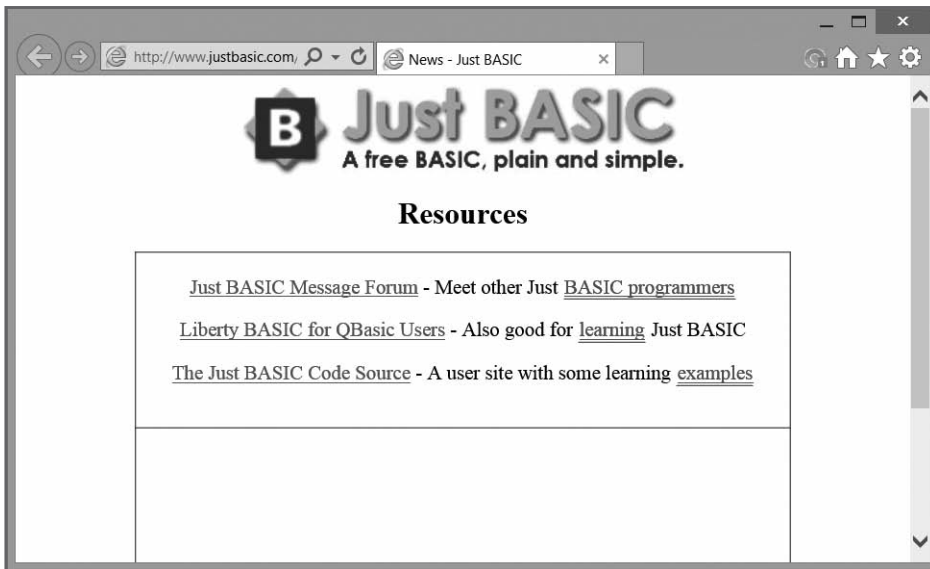 http://www.justbasic.com,
News - Just BASIC
B
Just BASIC
A free BASIC, plain and simple.
Resources
Just BASIC Message Forum - Meet other Just BASIC programmers
Liberty BASIC for QBasic Users - Also good for learning Just BASIC
The Just BASIC Code Source - A user site with some learning examples